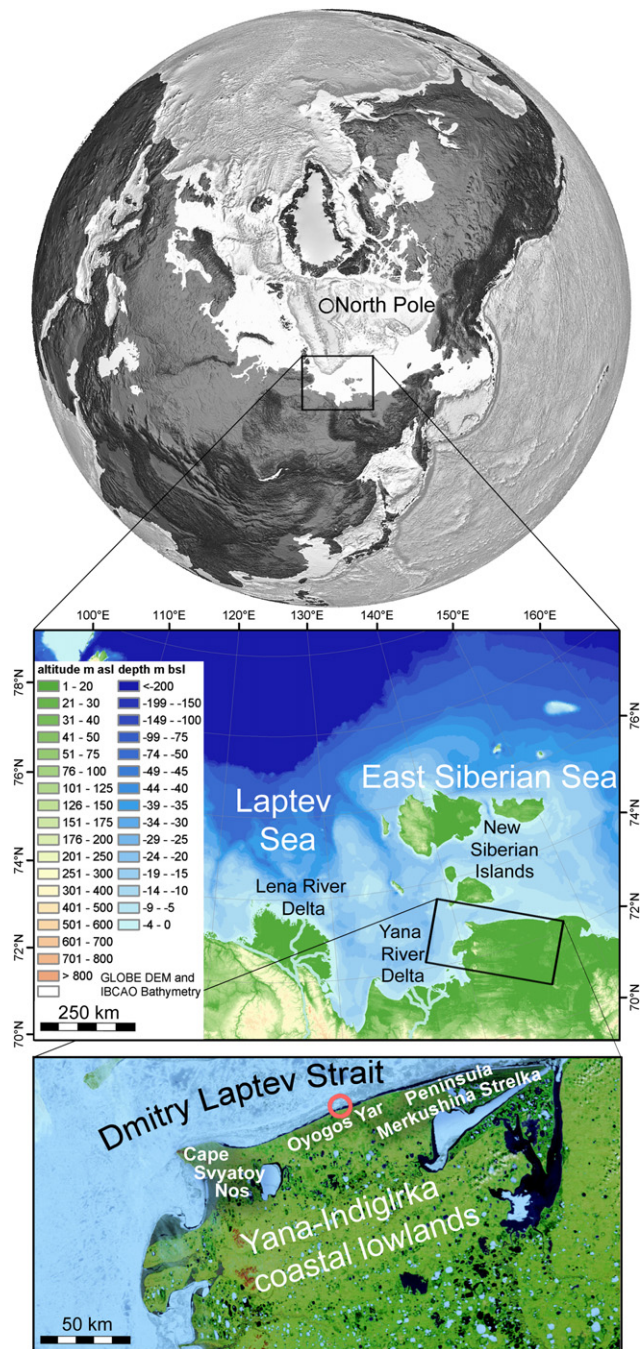 North Pole
100°E 110°E 120°E 130°E 140°E 150°E 160°E
altitude m asl depth m bsl
1 - 20 <-200
21 - 30 -199 - -150
31 - 40 -149 - -100
41 - 50 -99 - -75
51 - 75 -74 - -50
76 - 100 -49 - -45
101 - 125 -44 - -40
126 - 150 -39 - -35
151 - 175 -34 - -30
176 - 200 -29 - -25
201 - 250 -24 - -20
251 - 300 -19 - -15
301 - 400 -14 - -10
401 - 500 -9 - -5
501 - 600 -4 - 0
601 - 700
701 - 800
> 800 GLOBE DEM and
IBCAO Bathymetry
250 km
78°N
76°N
74°N
72°N
70°N
76°N
74°N
72°N
70°N
East Siberian Sea
Laptev
Sea
New
Siberian
Islands
Lena River
Delta
Yana
River
Delta
Dmitry Laptev Strait
Oyogos Yar
Peninsula
Merkushina Strelka
Cape
Svyatoy
Nos
Yana-Indigirka
coastal lowlands
50 km